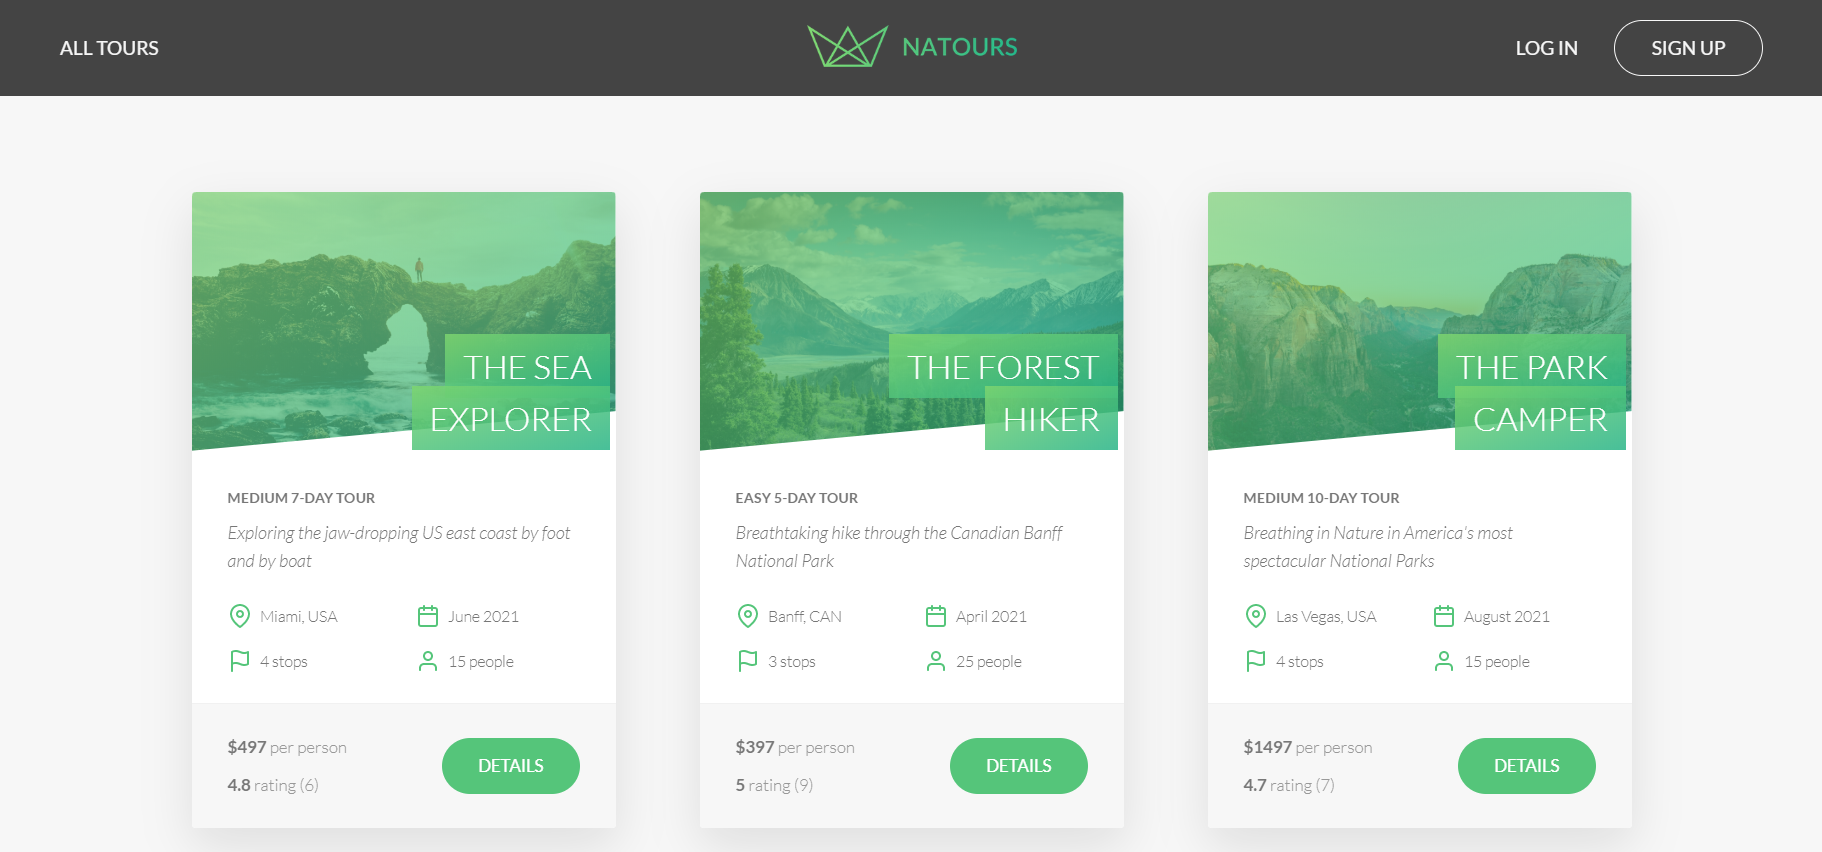 ALL TOURS
NATOURS
LOG IN
SIGN UP
THE SEA
EXPLORER
MEDIUM 7-DAY TOUR
Exploring the jaw-dropping US east coast by foot
and by boat
Miami, USA
June 2021
4 stops
15 people
$497 per person
4.8 rating (6)
DETAILS
THE FOREST
HIKER
EASY 5-DAY TOUR
Breathtaking hike through the Canadian Banff
National Park
Banff, CAN
April 2021
3 stops
25 people
$397 per person
5 rating (9)
DETAILS
THE PARK
CAMPER
MEDIUM 10-DAY TOUR
Breathing in Nature in America's most
spectacular National Parks
Las Vegas, USA
August 2021
4 stops
15 people
$1497 per person
4.7 rating (7)
DETAILS